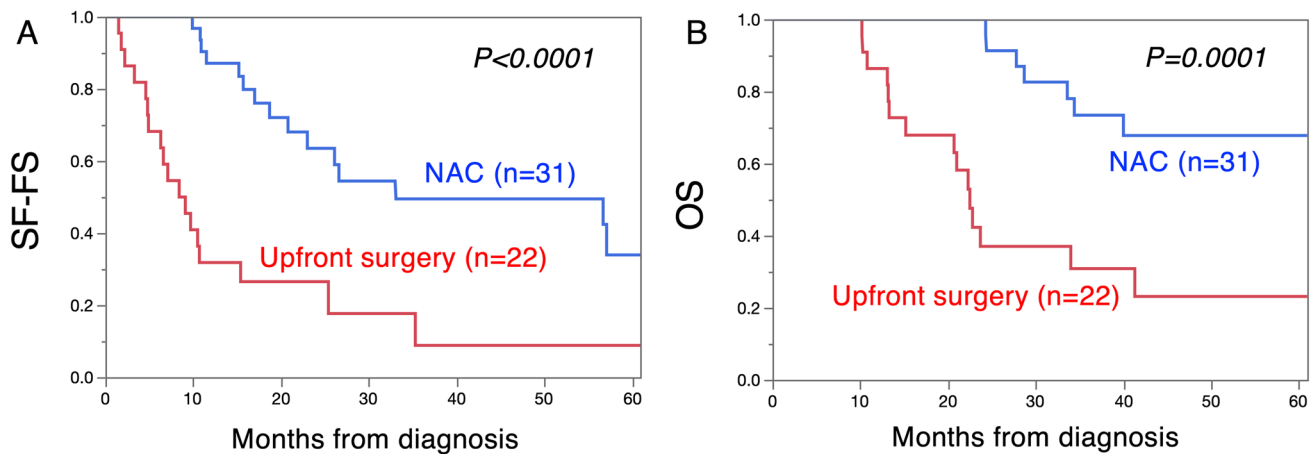 A
SF-FS
1.0
0.8
0.6
0.4
0.2
0.0
P<0.0001
NAC (n=31)
Upfront surgery (n=22)
0 10 20 30 40 50 60
Months from diagnosis
B
OS
1.0
0.8
0.6
0.4
0.2
0.0
P=0.0001
NAC (n=31)
Upfront surgery (n=22)
0 10 20 30 40 50 60
Months from diagnosis